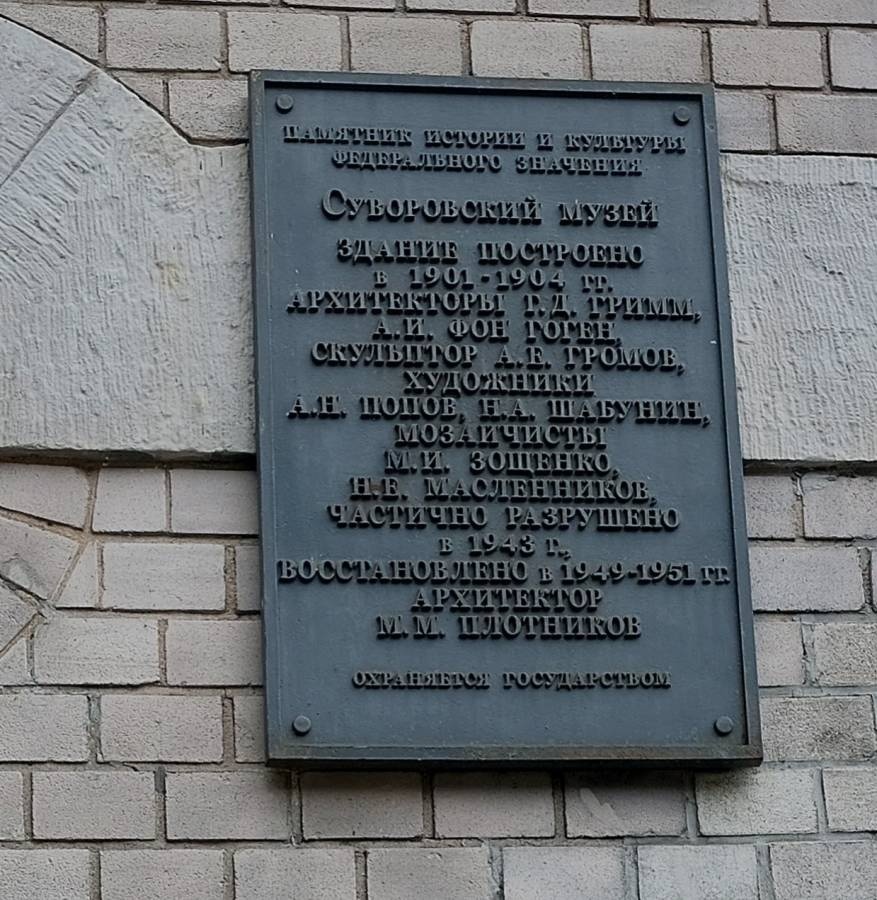 ПАМЯТНИК ИСТОРИИ И КУЛЬТУРЫ
ФЕДЕРАЛЬНОГО ЗНАЧЕНИЯ
СУВОРОВСКИЙ МУЗЕЙ
ЗДАНИЕ ПОСТРОЕНО
В 1901-1904 ГГ.
АРХИТЕКТОРЫ Г.Д. ГРИММ,
А.И. ФОН ГОГЕН,
СКУЛЬПТОР А.Е. ГРОМОВ,
ХУДОЖНИКИ
А.Н. ПОПОВ, Н.А. ШАБУНИН,
МОЗАИЧИСТЫ
М.И. ЗОЩЕНКО,
Н.Е. МАСЛЕННИКОВ,
ЧАСТИЧНО РАЗРУШЕНО
В 1943 Г.,
ВОССТАНОВЛЕНО В 1949-1951 ГГ.
АРХИТЕКТОР
М.М. ПЛОТНИКОВ
ОХРАНЯЕТСЯ ГОСУДАРСТВОМ